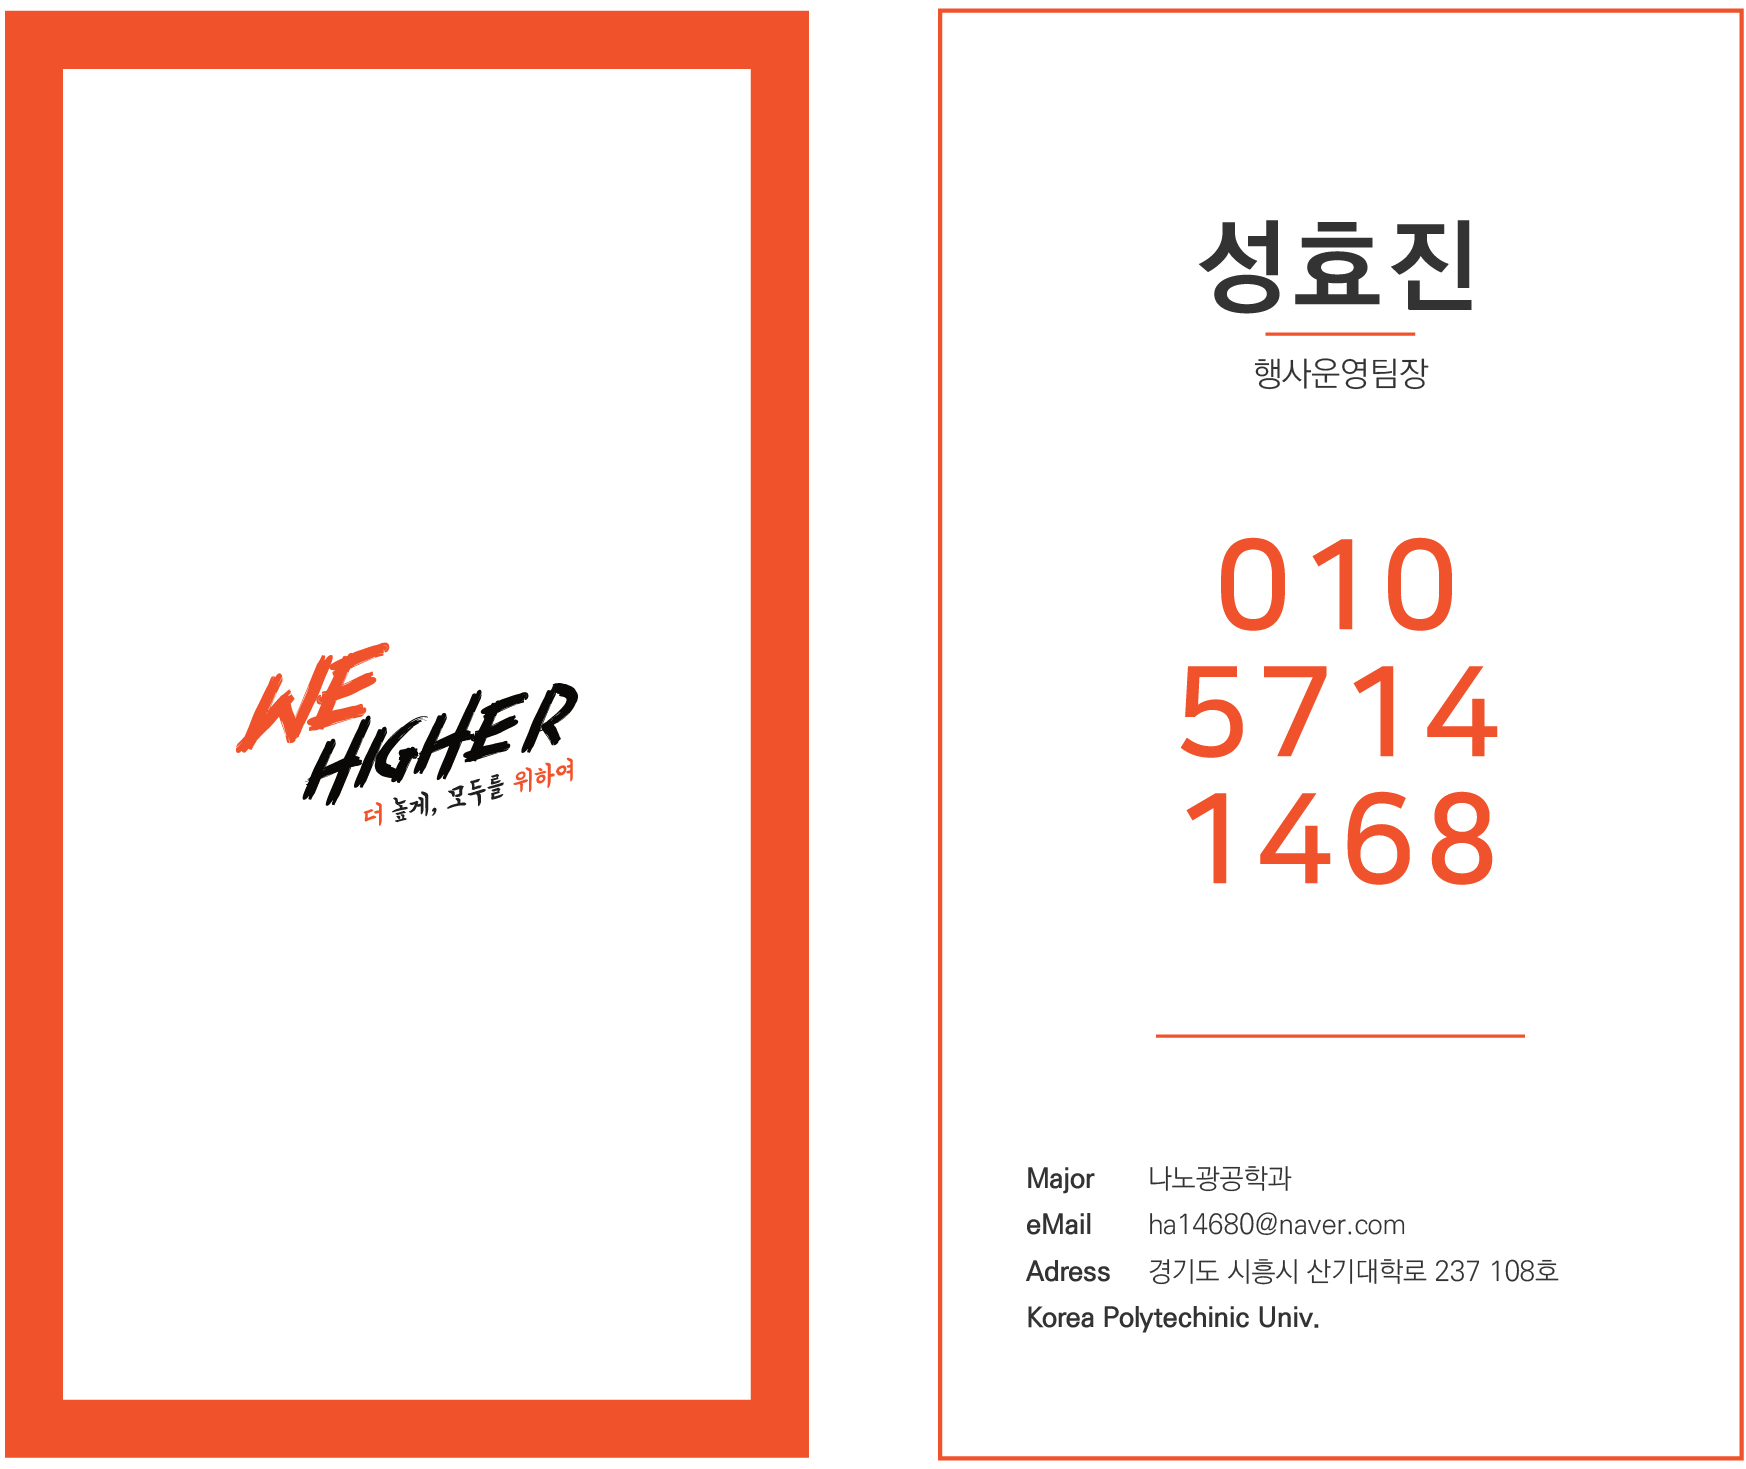 WE
HIGHER
더 높게, 모두를 위하여
성효진
행사운영팀장
010
5714
1468
Major 나노광공학과
eMail ha14680@naver.com
Adress 경기도 시흥시 산기대학로 237 108호
Korea Polytechinic Univ.